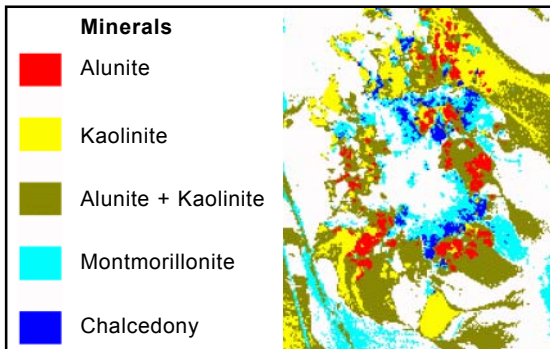 Minerals
Alunite
Kaolinite
Alunite + Kaolinite
Montmorillonite
Chalcedony